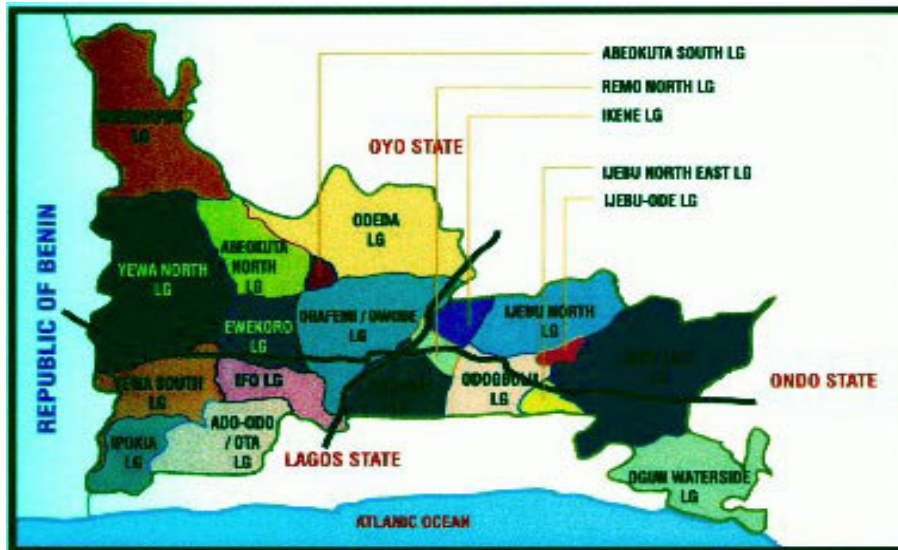 ABEOKUTA SOUTH LG
REMO NORTH LG
IKENE LG
OYO STATE
IJEBU NORTH EAST LG
IJEBU-ODE LG
LG
ODEDA
LG
ABEOKUTA
NORTH
LG
YEWA NORTH
LG
REPUBLIC OF BENIN
EWEKORO
LG
OBAFEMI / OWODE
LG
IJEBU NORTH
LG
YEWA SOUTH
LG
IFO LG
ODOGBOLU
LG
ONDO STATE
ADO-ODO
/ OTA
LG
IPOKIA
LG
LAGOS STATE
OGUN WATERSIDE
LG
ATLANIC OCEAN